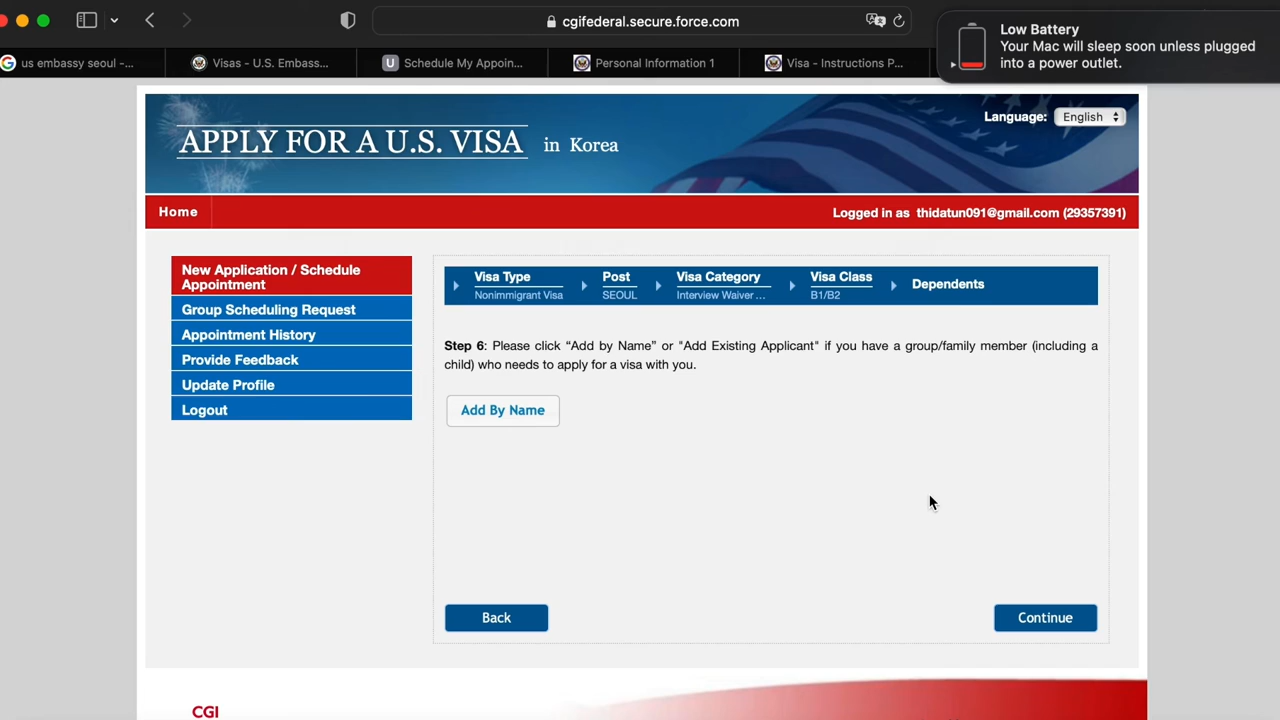 cgifederal.secure.force.com
Low Battery
Your Mac will sleep soon unless plugged
into a power outlet.
us embassy seoul -...
Visas - U.S. Embass...
Schedule My Appoin...
Personal Information 1
Visa - Instructions P...
APPLY FOR A U.S. VISA in Korea
Language: English
Home
Logged in as thidatun091@gmail.com (29357391)
New Application / Schedule
Appointment
Group Scheduling Request
Appointment History
Provide Feedback
Update Profile
Logout
Visa Type
Nonimmigrant Visa
Post
SEOUL
Visa Category
Interview Waiver ...
Visa Class
B1/B2
Dependents
Step 6: Please click “Add by Name” or "Add Existing Applicant" if you have a group/family member (including a
child) who needs to apply for a visa with you.
Add By Name
Back
Continue
CGI